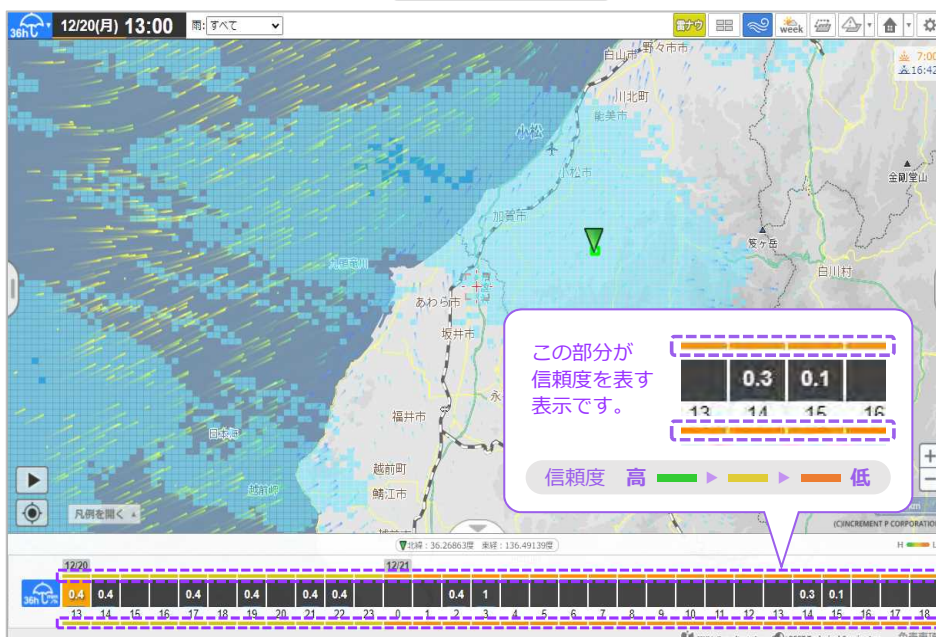 36h 12/20(月) 13:00 雨: すべて 雷ナウ week
7:00
16:42
白山市 野々市市
川北町
能美市
小松
小松市
金剛堂山
加賀市
笈ケ岳
九頭竜川
白川村
あわら市
坂井市
この部分が
信頼度を表す
表示です。
0.3 0.1
13 14 15 16
永
福井市
日本海
信頼度 高 低
越前町
越前岬
鯖江市
凡例を開く
(C)INCREMENT P CORPORATION
北緯:36.26863度 東経:136.49139度
H L
12/20 12/21
36h 0.4 0.4 0.4 0.4 0.4 0.4 0.4 1 0.3 0.1
13 14 15 16 17 18 19 20 21 22 23 0 1 2 3 4 5 6 7 8 9 10 11 12 13 14 15 16 17 18